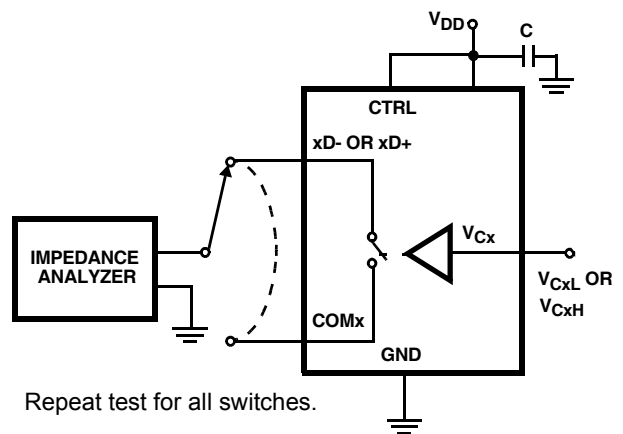 VDD
C
CTRL
xD- OR xD+
IMPEDANCE
ANALYZER
VCx
VCxL OR
VCxH
COMx
GND
Repeat test for all switches.